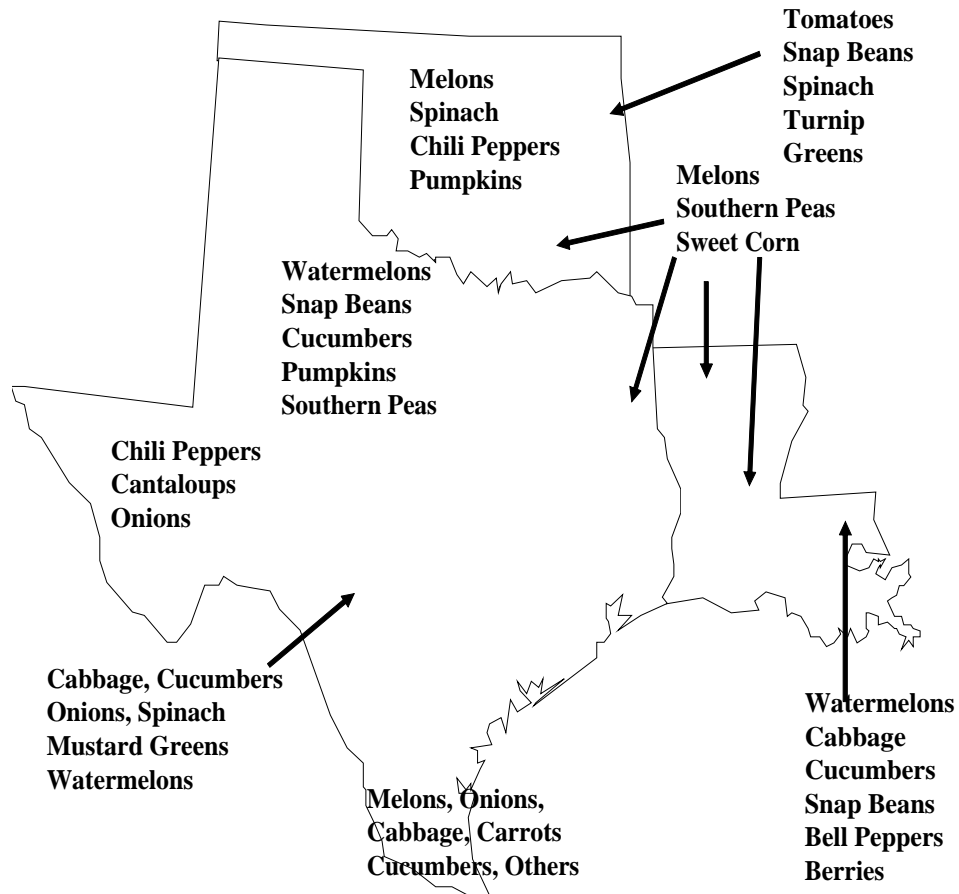 Tomatoes
Snap Beans
Spinach
Turnip
Greens
Melons
Spinach
Chili Peppers
Pumpkins
Melons
Southern Peas
Sweet Corn
Watermelons
Snap Beans
Cucumbers
Pumpkins
Southern Peas
Chili Peppers
Cantaloups
Onions
Cabbage, Cucumbers
Onions, Spinach
Mustard Greens
Watermelons
Melons, Onions,
Cabbage, Carrots
Cucumbers, Others
Watermelons
Cabbage
Cucumbers
Snap Beans
Bell Peppers
Berries